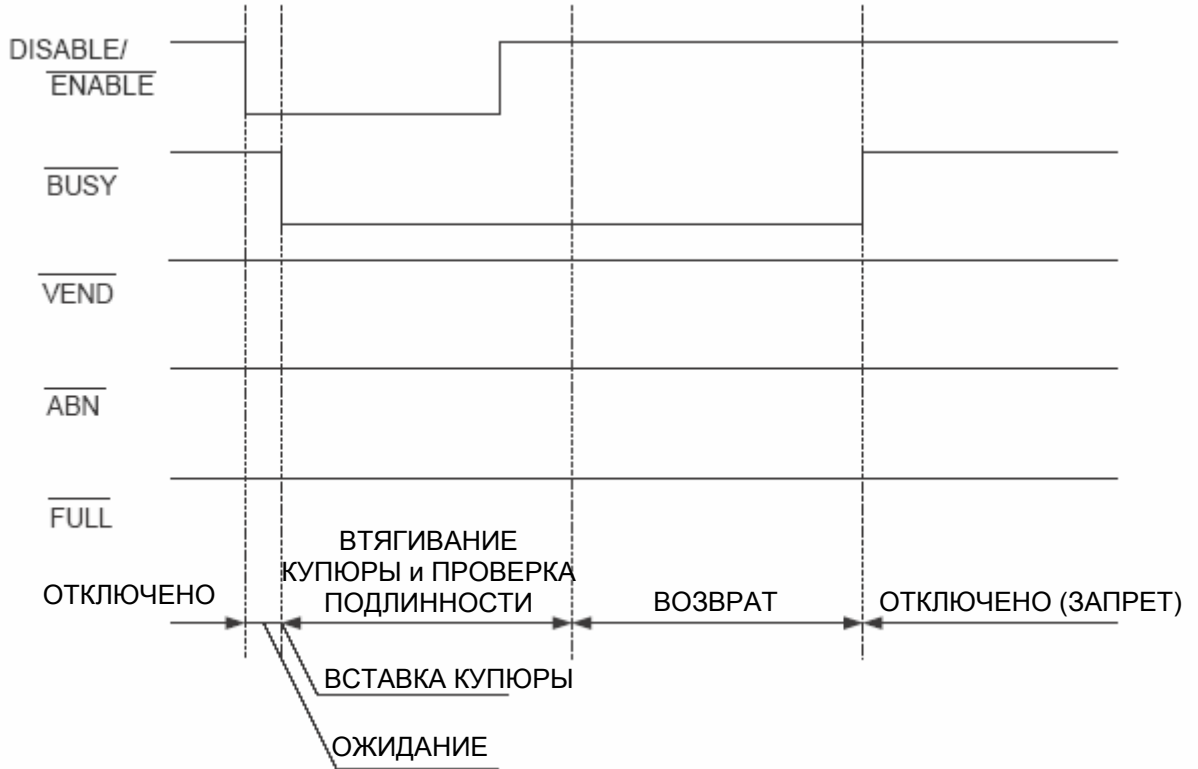 DISABLE/
ENABLE
BUSY
VEND
ABN
FULL
ОТКЛЮЧЕНО
ВТЯГИВАНИЕ
КУПЮРЫ и ПРОВЕРКА
ПОДЛИННОСТИ
ВОЗВРАТ
ОТКЛЮЧЕНО (ЗАПРЕТ)
ВСТАВКА КУПЮРЫ
ОЖИДАНИЕ